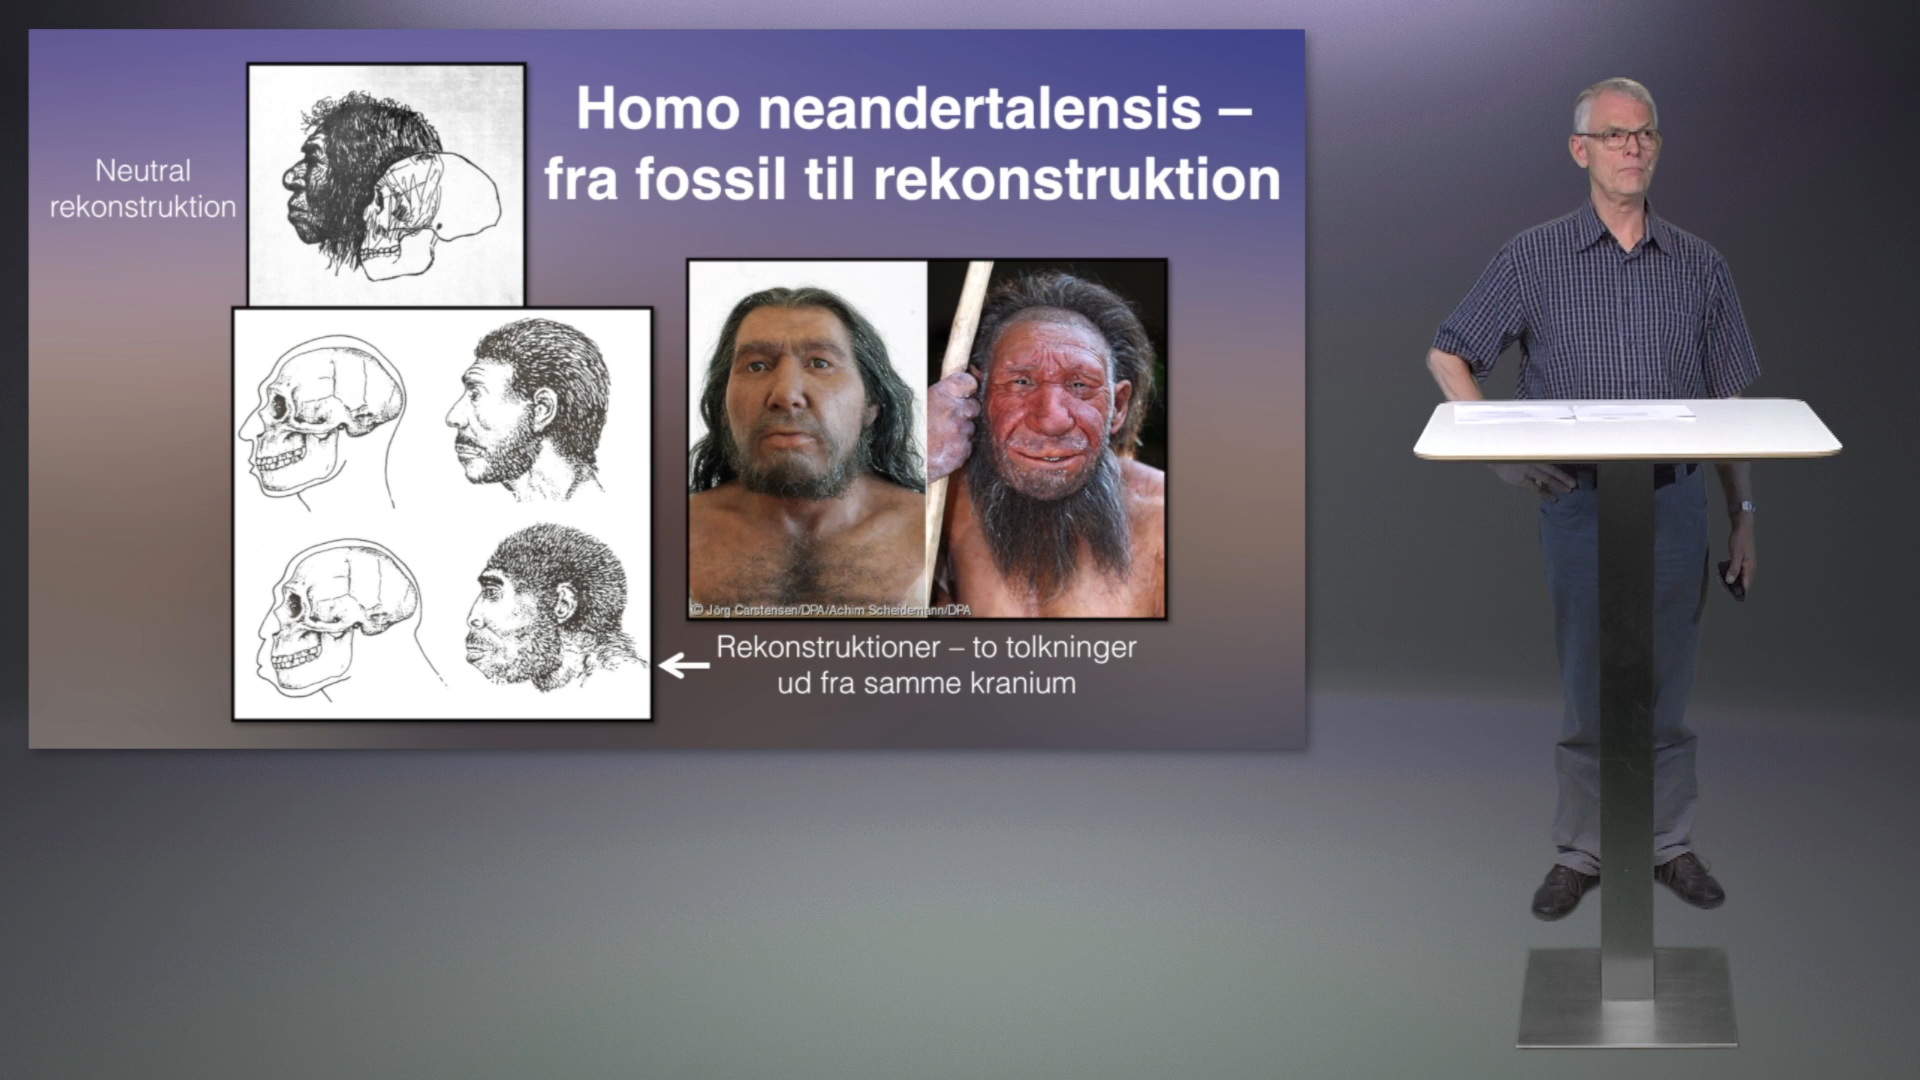 Homo neandertalensis –
fra fossil til rekonstruktion
Neutral
rekonstruktion
© Jörg Carstensen/DPA/Achim Scheidemann/DPA
Rekonstruktioner – to tolkninger
ud fra samme kranium